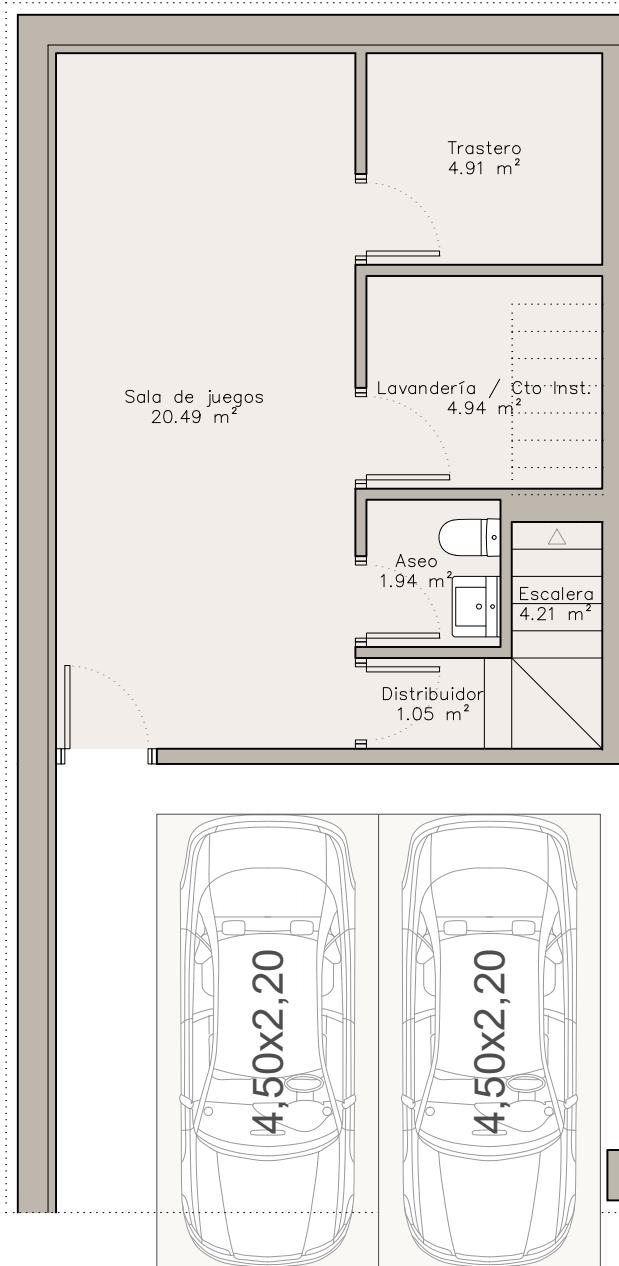 Trastero
4.91 m²
Sala de juegos
20.49 m²
Lavandería / Cto Inst.
4.94 m²
Aseo
1.94 m²
Escalera
4.21 m²
Distribuidor
1.05 m²
4,50x2,20
4,50x2,20